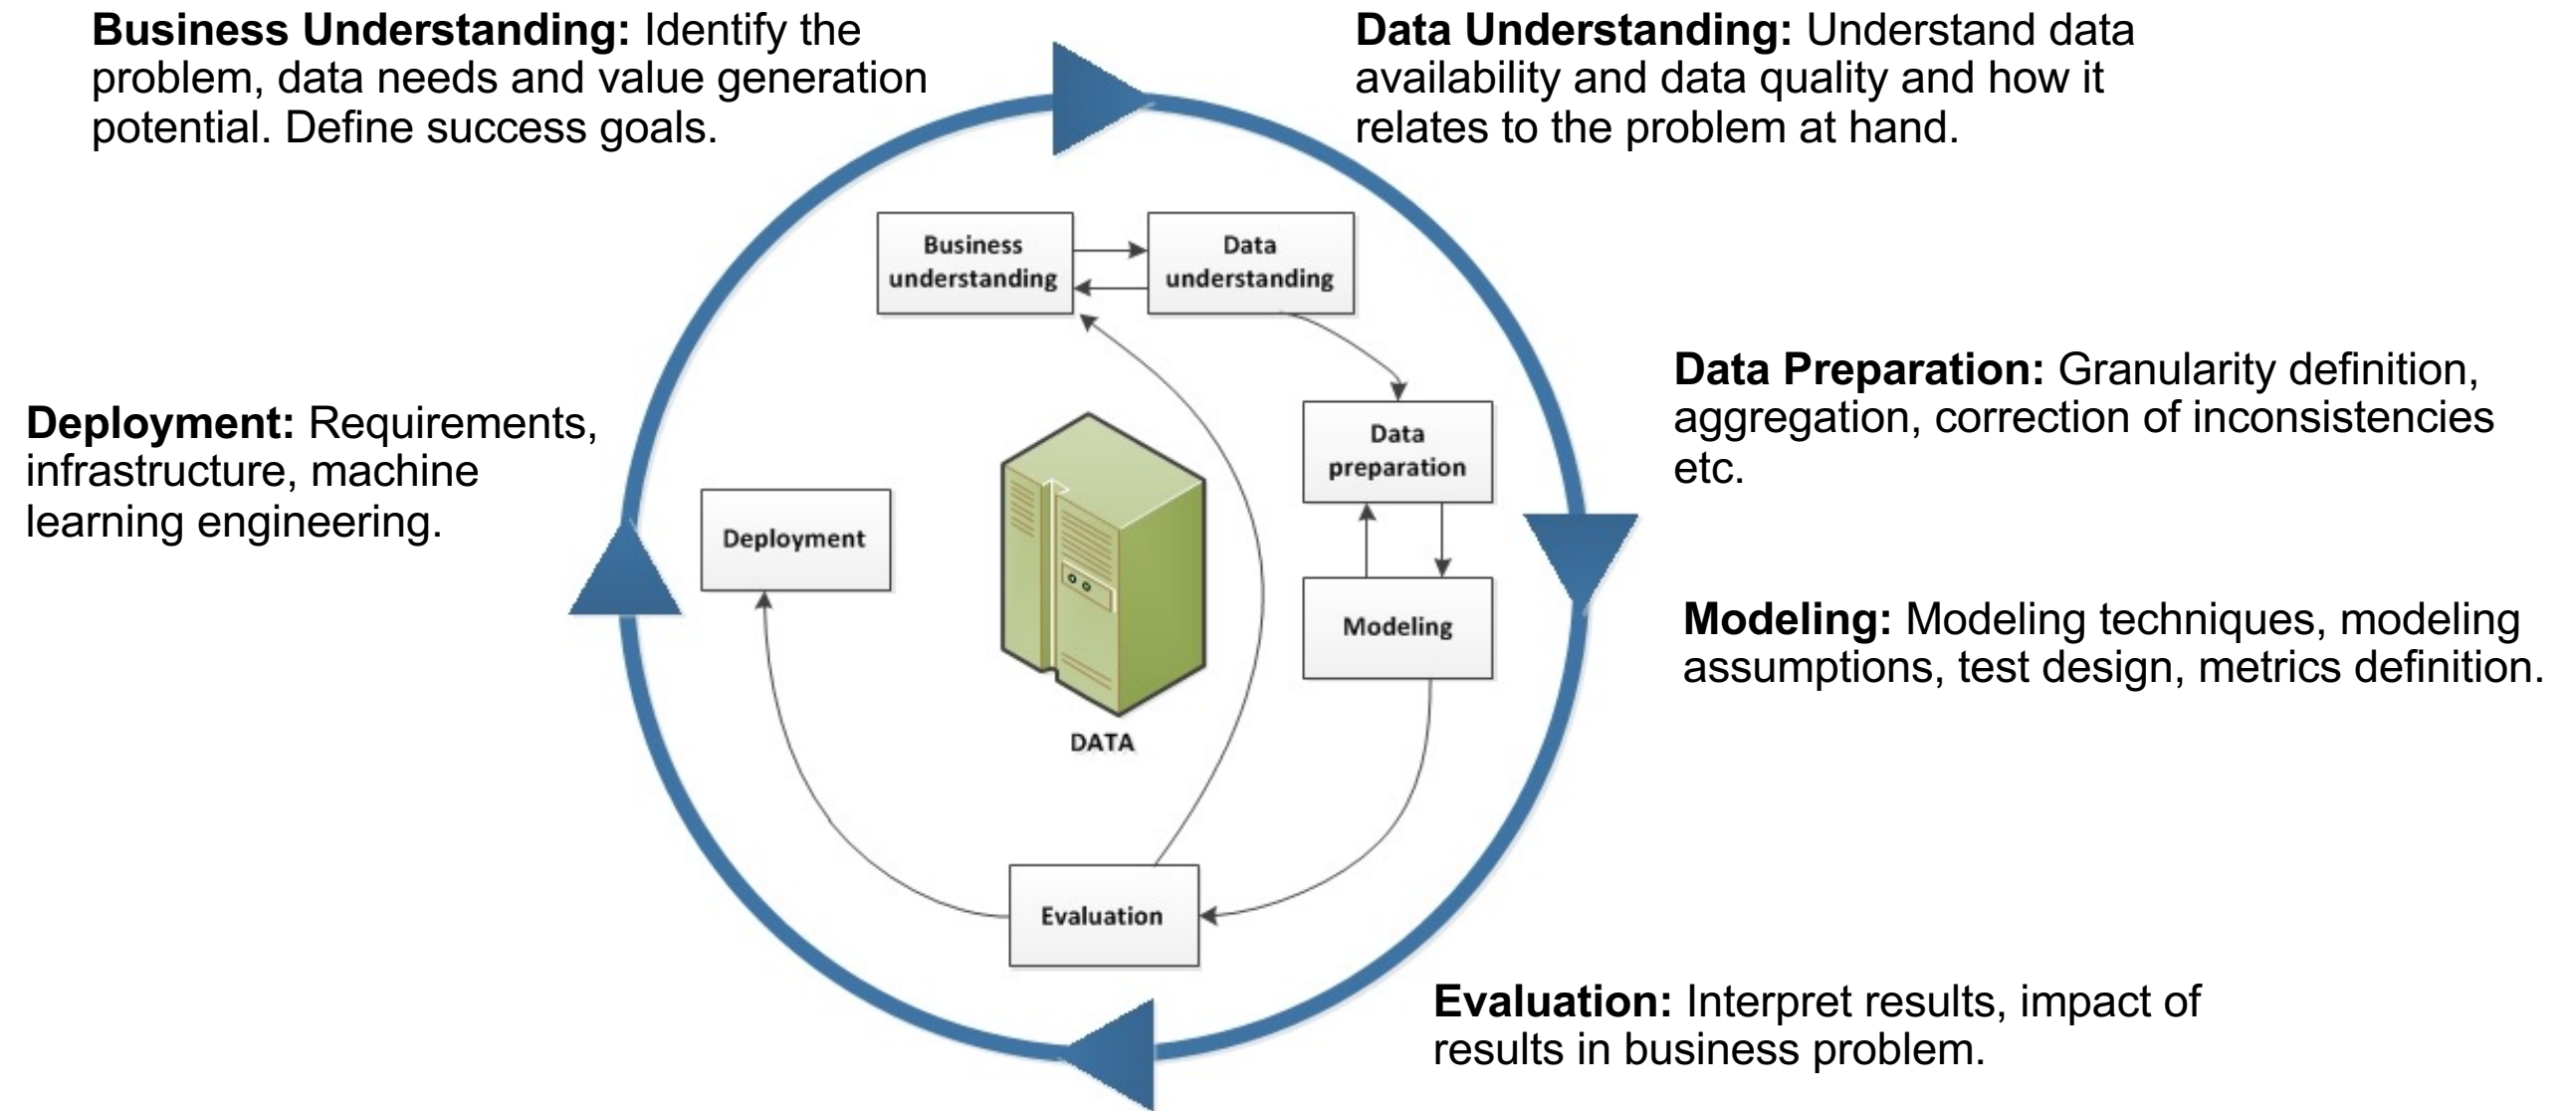 Business Understanding: Identify the
problem, data needs and value generation
potential. Define success goals.
Data Understanding: Understand data
availability and data quality and how it
relates to the problem at hand.
Business
understanding
Data
understanding
Data Preparation: Granularity definition,
aggregation, correction of inconsistencies
etc.
Deployment: Requirements,
infrastructure, machine
learning engineering.
Data
preparation
Deployment
Modeling
Modeling: Modeling techniques, modeling
assumptions, test design, metrics definition.
DATA
Evaluation
Evaluation: Interpret results, impact of
results in business problem.